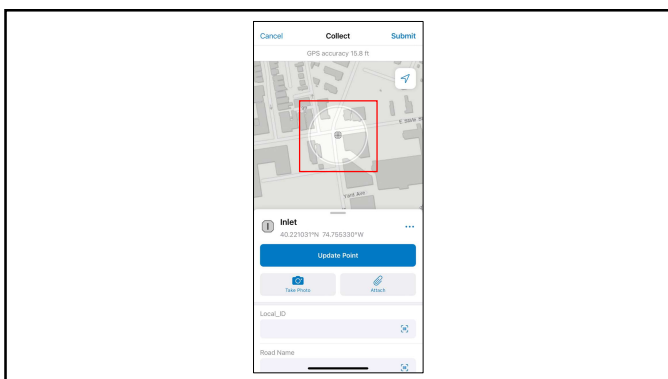 Cancel Collect Submit
GPS accuracy 15.8 ft
E State
Yard Ave
I Inlet
40.221031°N 74.755330°W
Update Point
Take Photo Attach
Local_ID
Road Name